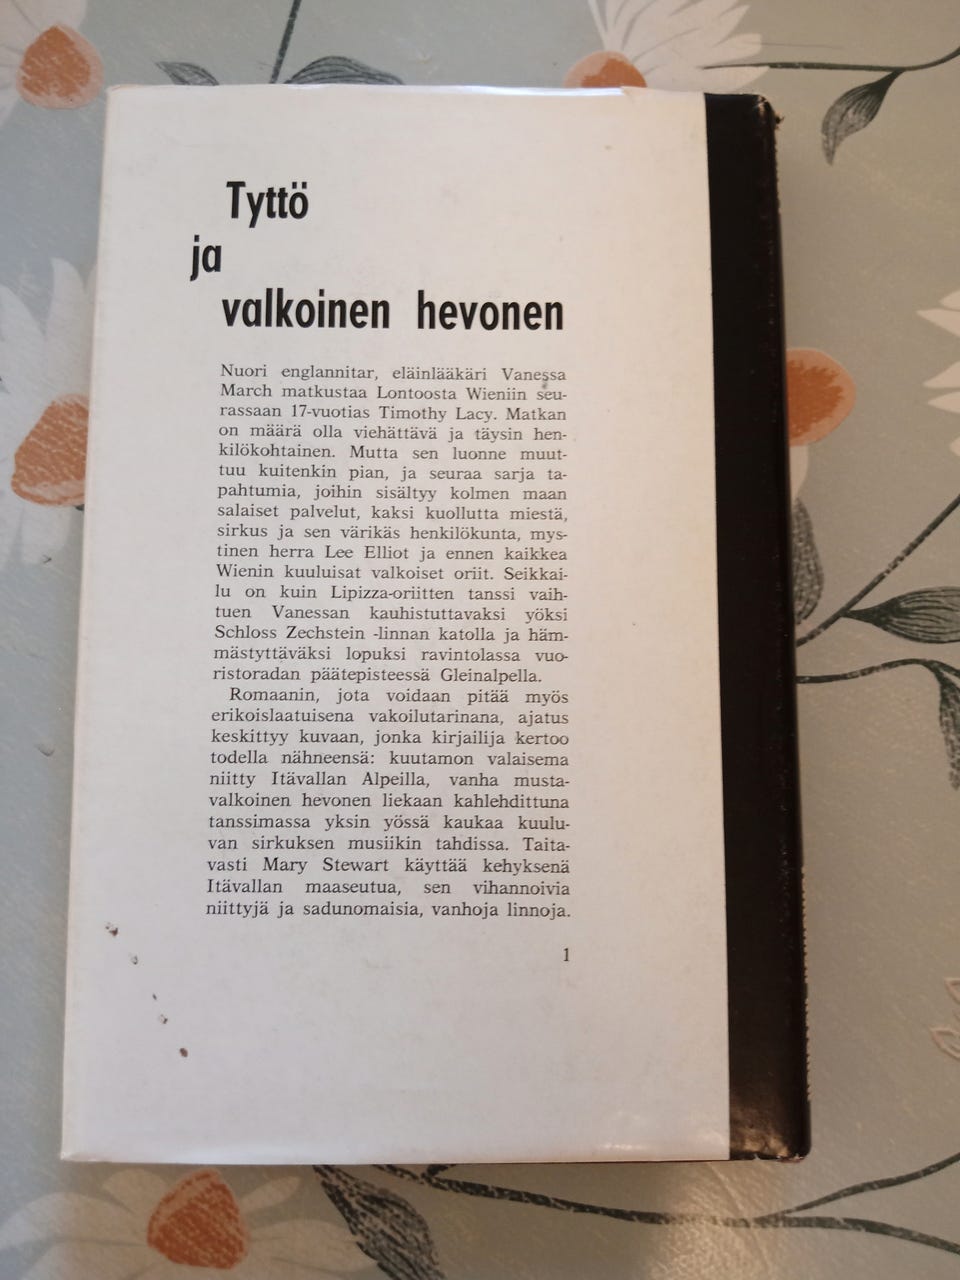 Tyttö
ja
valkoinen hevonen
Nuori englannitar, eläinlääkäri Vanessa
March matkustaa Lontoosta Wieniin seu-
rassaan 17-vuotias Timothy Lacy. Matkan
on määrä olla viehättävä ja täysin hen-
kilökohtainen. Mutta sen luonne muut-
tuu kuitenkin pian, ja seuraa sarja ta-
pahtumia, joihin sisältyy kolmen maan
salaiset palvelut, kaksi kuollutta miestä,
sirkus ja sen värikäs henkilökunta, mys-
tinen herra Lee Elliot ja ennen kaikkea
Wienin kuuluisat valkoiset oriit. Seikkai-
lu on kuin Lipizza-oriitten tanssi vaih-
tuen Vanessan kauhistuttavaksi yöksi
Schloss Zechstein -linnan katolla ja häm-
mästyttäväksi lopuksi ravintolassa vuo-
ristoradan päätepisteessä Gleinalpella.
Romaanin, jota voidaan pitää myös
erikoislaatuisena vakoilutarinana, ajatus
keskittyy kuvaan, jonka kirjailija kertoo
todella nähneensä: kuutamon valaisema
niitty Itävallan Alpeilla, vanha musta-
valkoinen hevonen liekaan kahlehdittuna
tanssimassa yksin yössä kaukaa kuulu-
van sirkuksen musiikin tahdissa. Taita-
vasti Mary Stewart käyttää kehyksenä
Itävallan maaseutua, sen vihannoivia
niittyjä ja sadunomaisia, vanhoja linnoja.
1